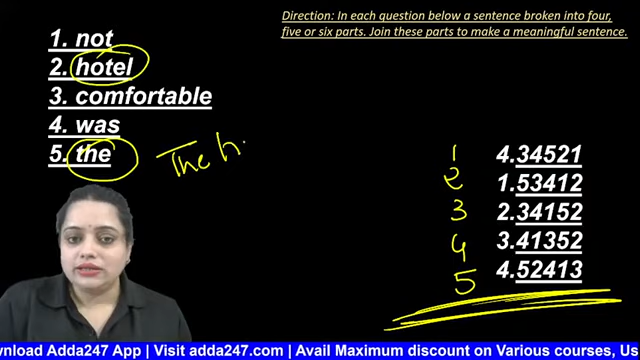 Direction: In each question below a sentence broken into four,
five or six parts. Join these parts to make a meaningful sentence.
1. not
2. hotel
3. comfortable
4. was
5. the
The h
1 4.34521
2 1.53412
3 2.34152
4 3.41352
5 4.52413
wnload Adda247 App | Visit adda247.com | Avail Maximum discount on Various courses, Us